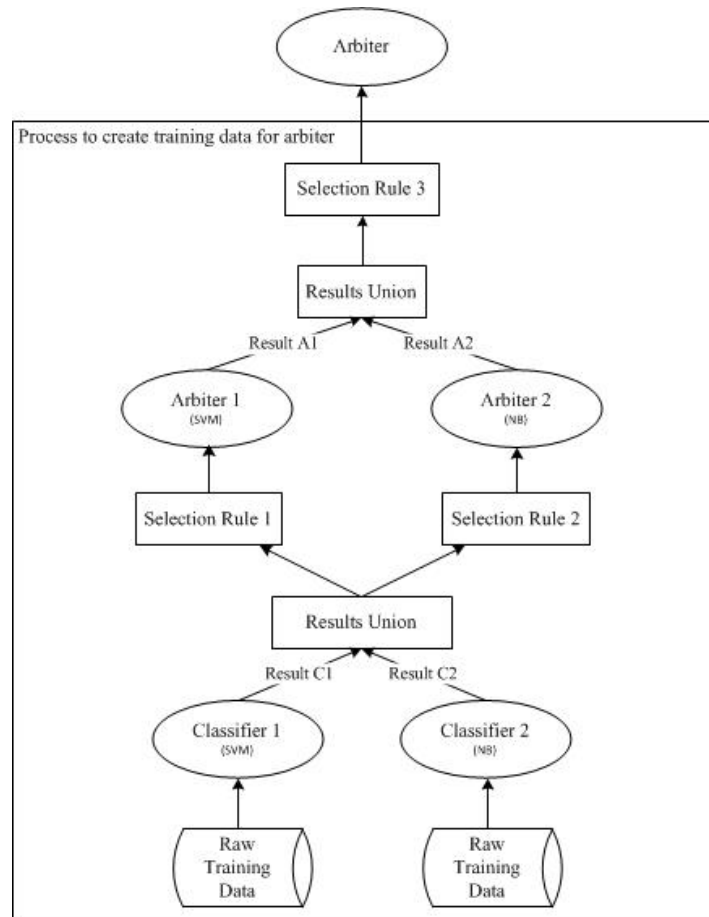 Arbiter
Process to create training data for arbiter
Selection Rule 3
Results Union
Result A1
Result A2
Arbiter 1
(SVM)
Arbiter 2
(NB)
Selection Rule 1
Selection Rule 2
Results Union
Result C1
Result C2
Classifier 1
(SVM)
Classifier 2
(NB)
Raw
Training
Data
Raw
Training
Data